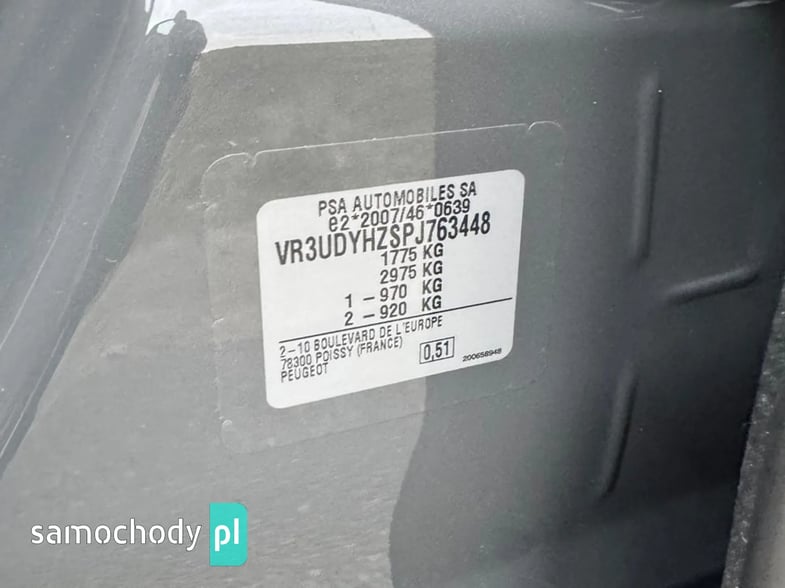 PSA AUTOMOBILES SA
e2*2007/46*0639
VR3UDYHZSPJ763448
1775 KG
2975 KG
1 - 970 KG
2 - 920 KG
2-10 BOULEVARD DE L'EUROPE
78300 POISSY (FRANCE)
PEUGEOT
0,51
200658948
samochody pl